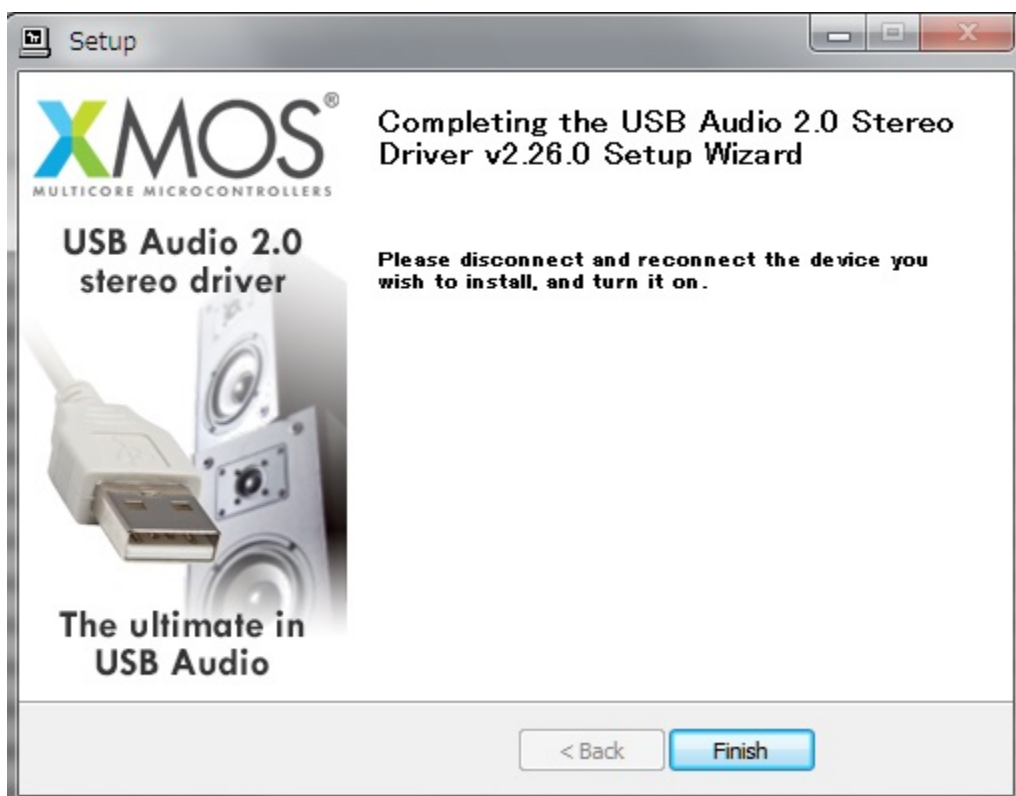 Setup
XMOS®
MULTICORE MICROCONTROLLERS
USB Audio 2.0
stereo driver
The ultimate in
USB Audio
Completing the USB Audio 2.0 Stereo
Driver v2.26.0 Setup Wizard
Please disconnect and reconnect the device you
wish to install, and turn it on.
< Back
Finish